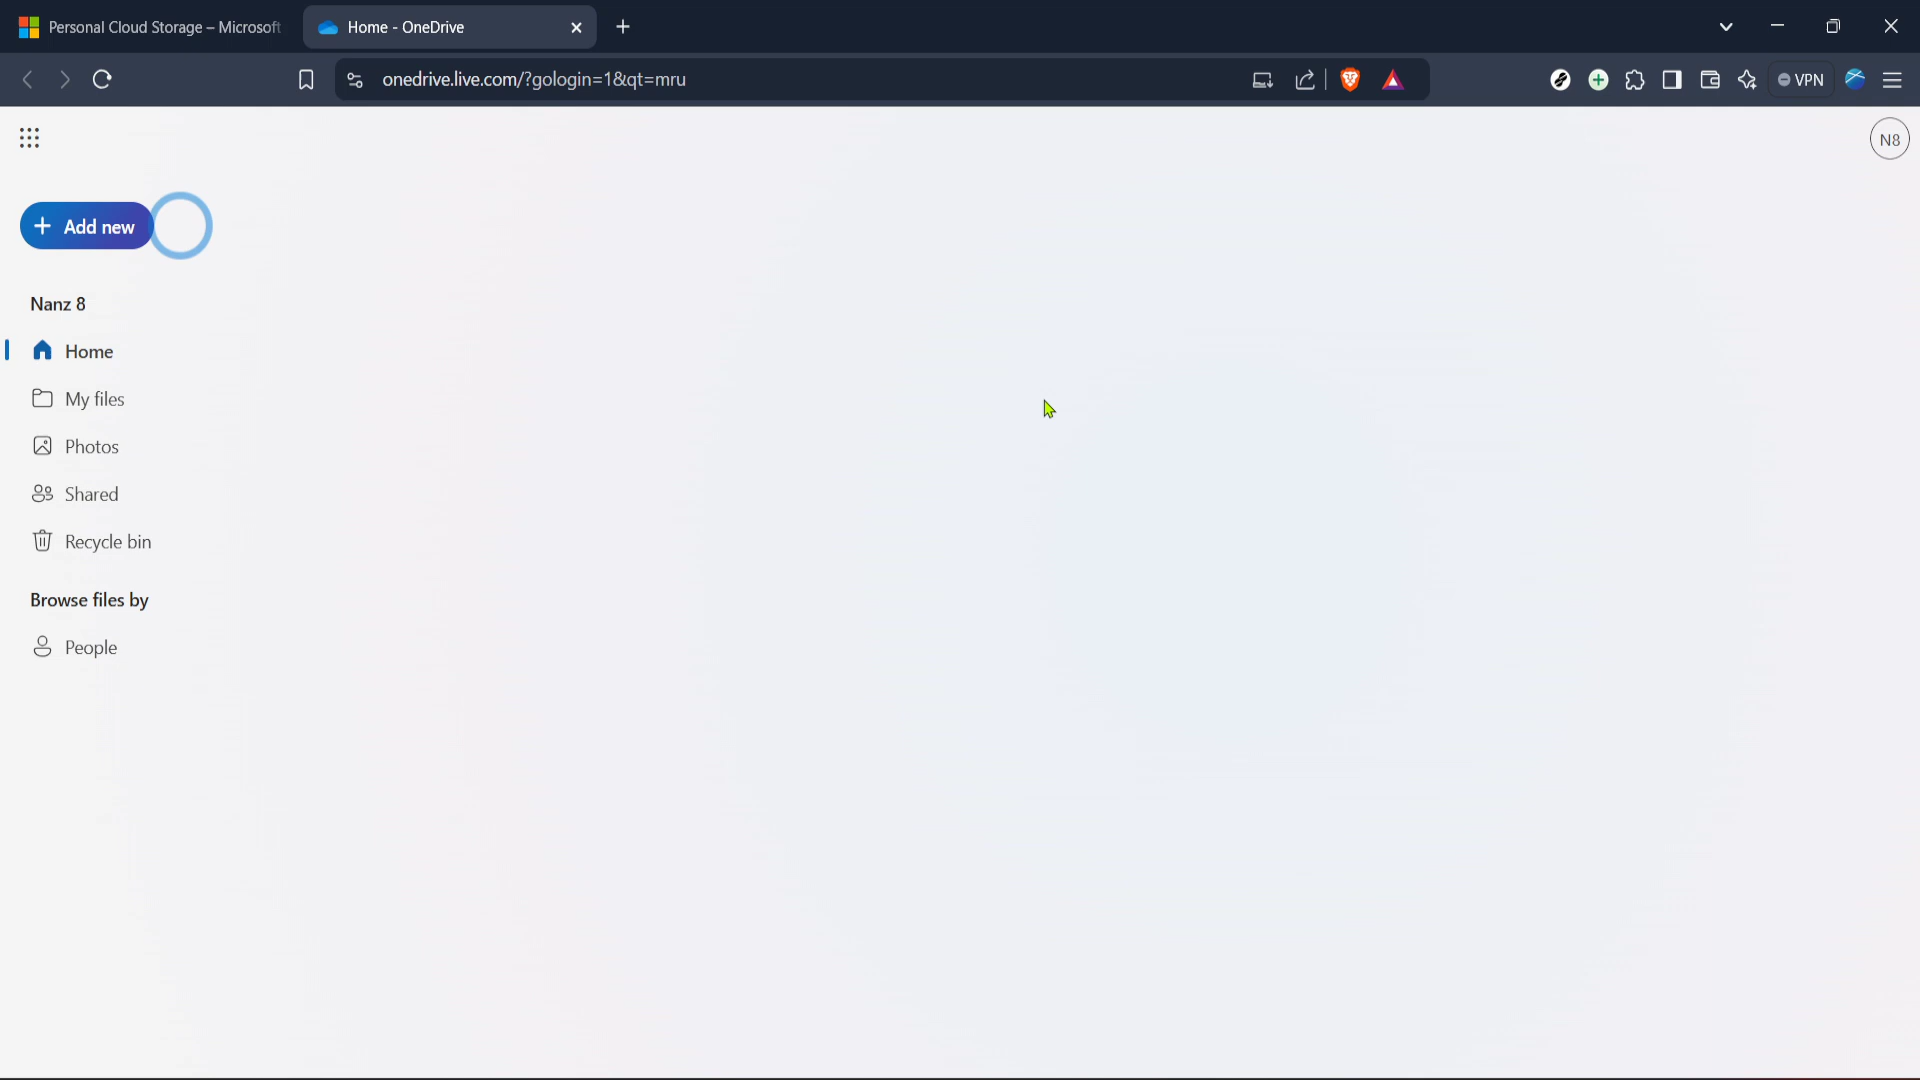 Personal Cloud Storage – Microsoft
Home - OneDrive
onedrive.live.com/?gologin=1&qt=mru
VPN
N8
Add new
Nanz 8
Home
My files
Photos
Shared
Recycle bin
Browse files by
People